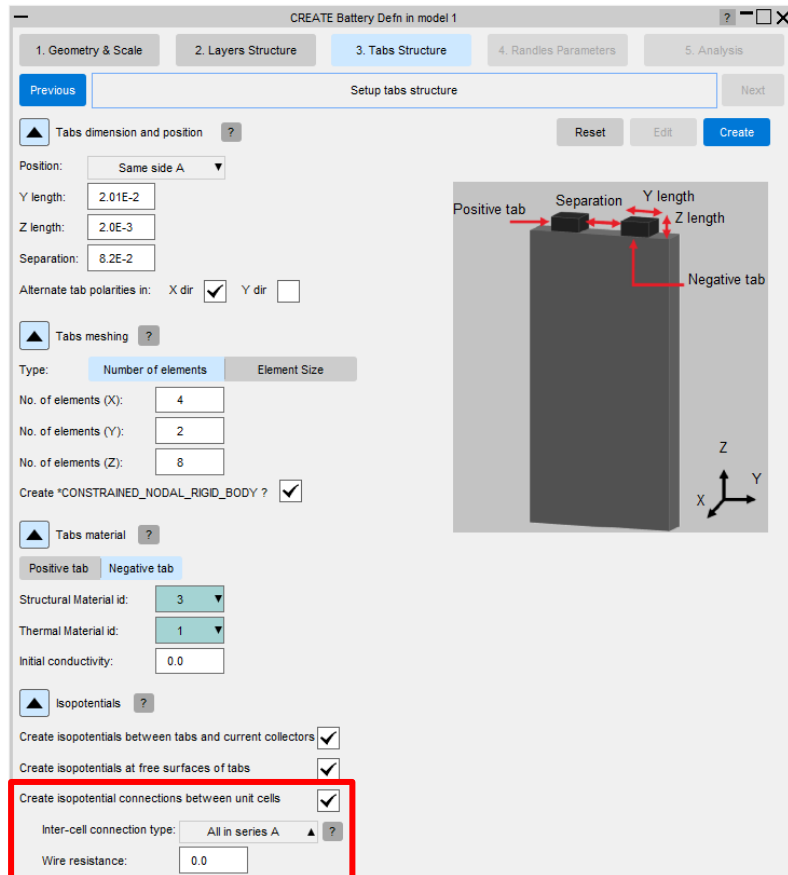 CREATE Battery Defn in model 1
?
1. Geometry & Scale
2. Layers Structure
3. Tabs Structure
4. Randles Parameters
5. Analysis
Previous
Setup tabs structure
Next
Tabs dimension and position
?
Reset
Edit
Create
Position: Same side A
Y length: 2.01E-2
Z length: 2.0E-3
Separation: 8.2E-2
Alternate tab polarities in: X dir Y dir
Positive tab
Separation
Y length
Z length
Negative tab
Z
Y
X
Tabs meshing
?
Type: Number of elements Element Size
No. of elements (X): 4
No. of elements (Y): 2
No. of elements (Z): 8
Create *CONSTRAINED_NODAL_RIGID_BODY ?
Tabs material
?
Positive tab Negative tab
Structural Material id: 3
Thermal Material id: 1
Initial conductivity: 0.0
Isopotentials
?
Create isopotentials between tabs and current collectors
Create isopotentials at free surfaces of tabs
Create isopotential connections between unit cells
Inter-cell connection type: All in series A ?
Wire resistance: 0.0